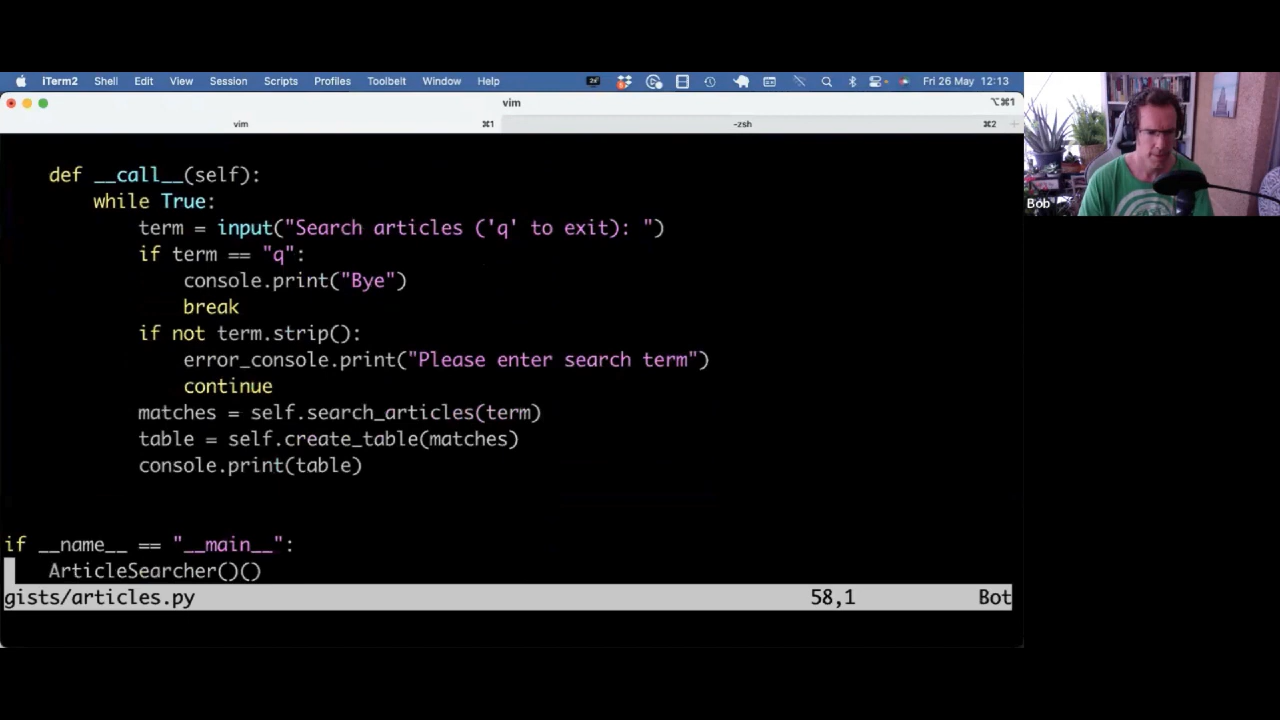 iTerm2 Shell Edit View Session Scripts Profiles Toolbelt Window Help Fri 26 May 12:13
vim ⌥⌘1
vim ⌘1 -zsh ⌘2
def __call__(self):
while True:
term = input("Search articles ('q' to exit): ")
if term == "q":
console.print("Bye")
break
if not term.strip():
error_console.print("Please enter search term")
continue
matches = self.search_articles(term)
table = self.create_table(matches)
console.print(table)
if __name__ == "__main__":
ArticleSearcher()()
gists/articles.py 58,1 Bot
Bob